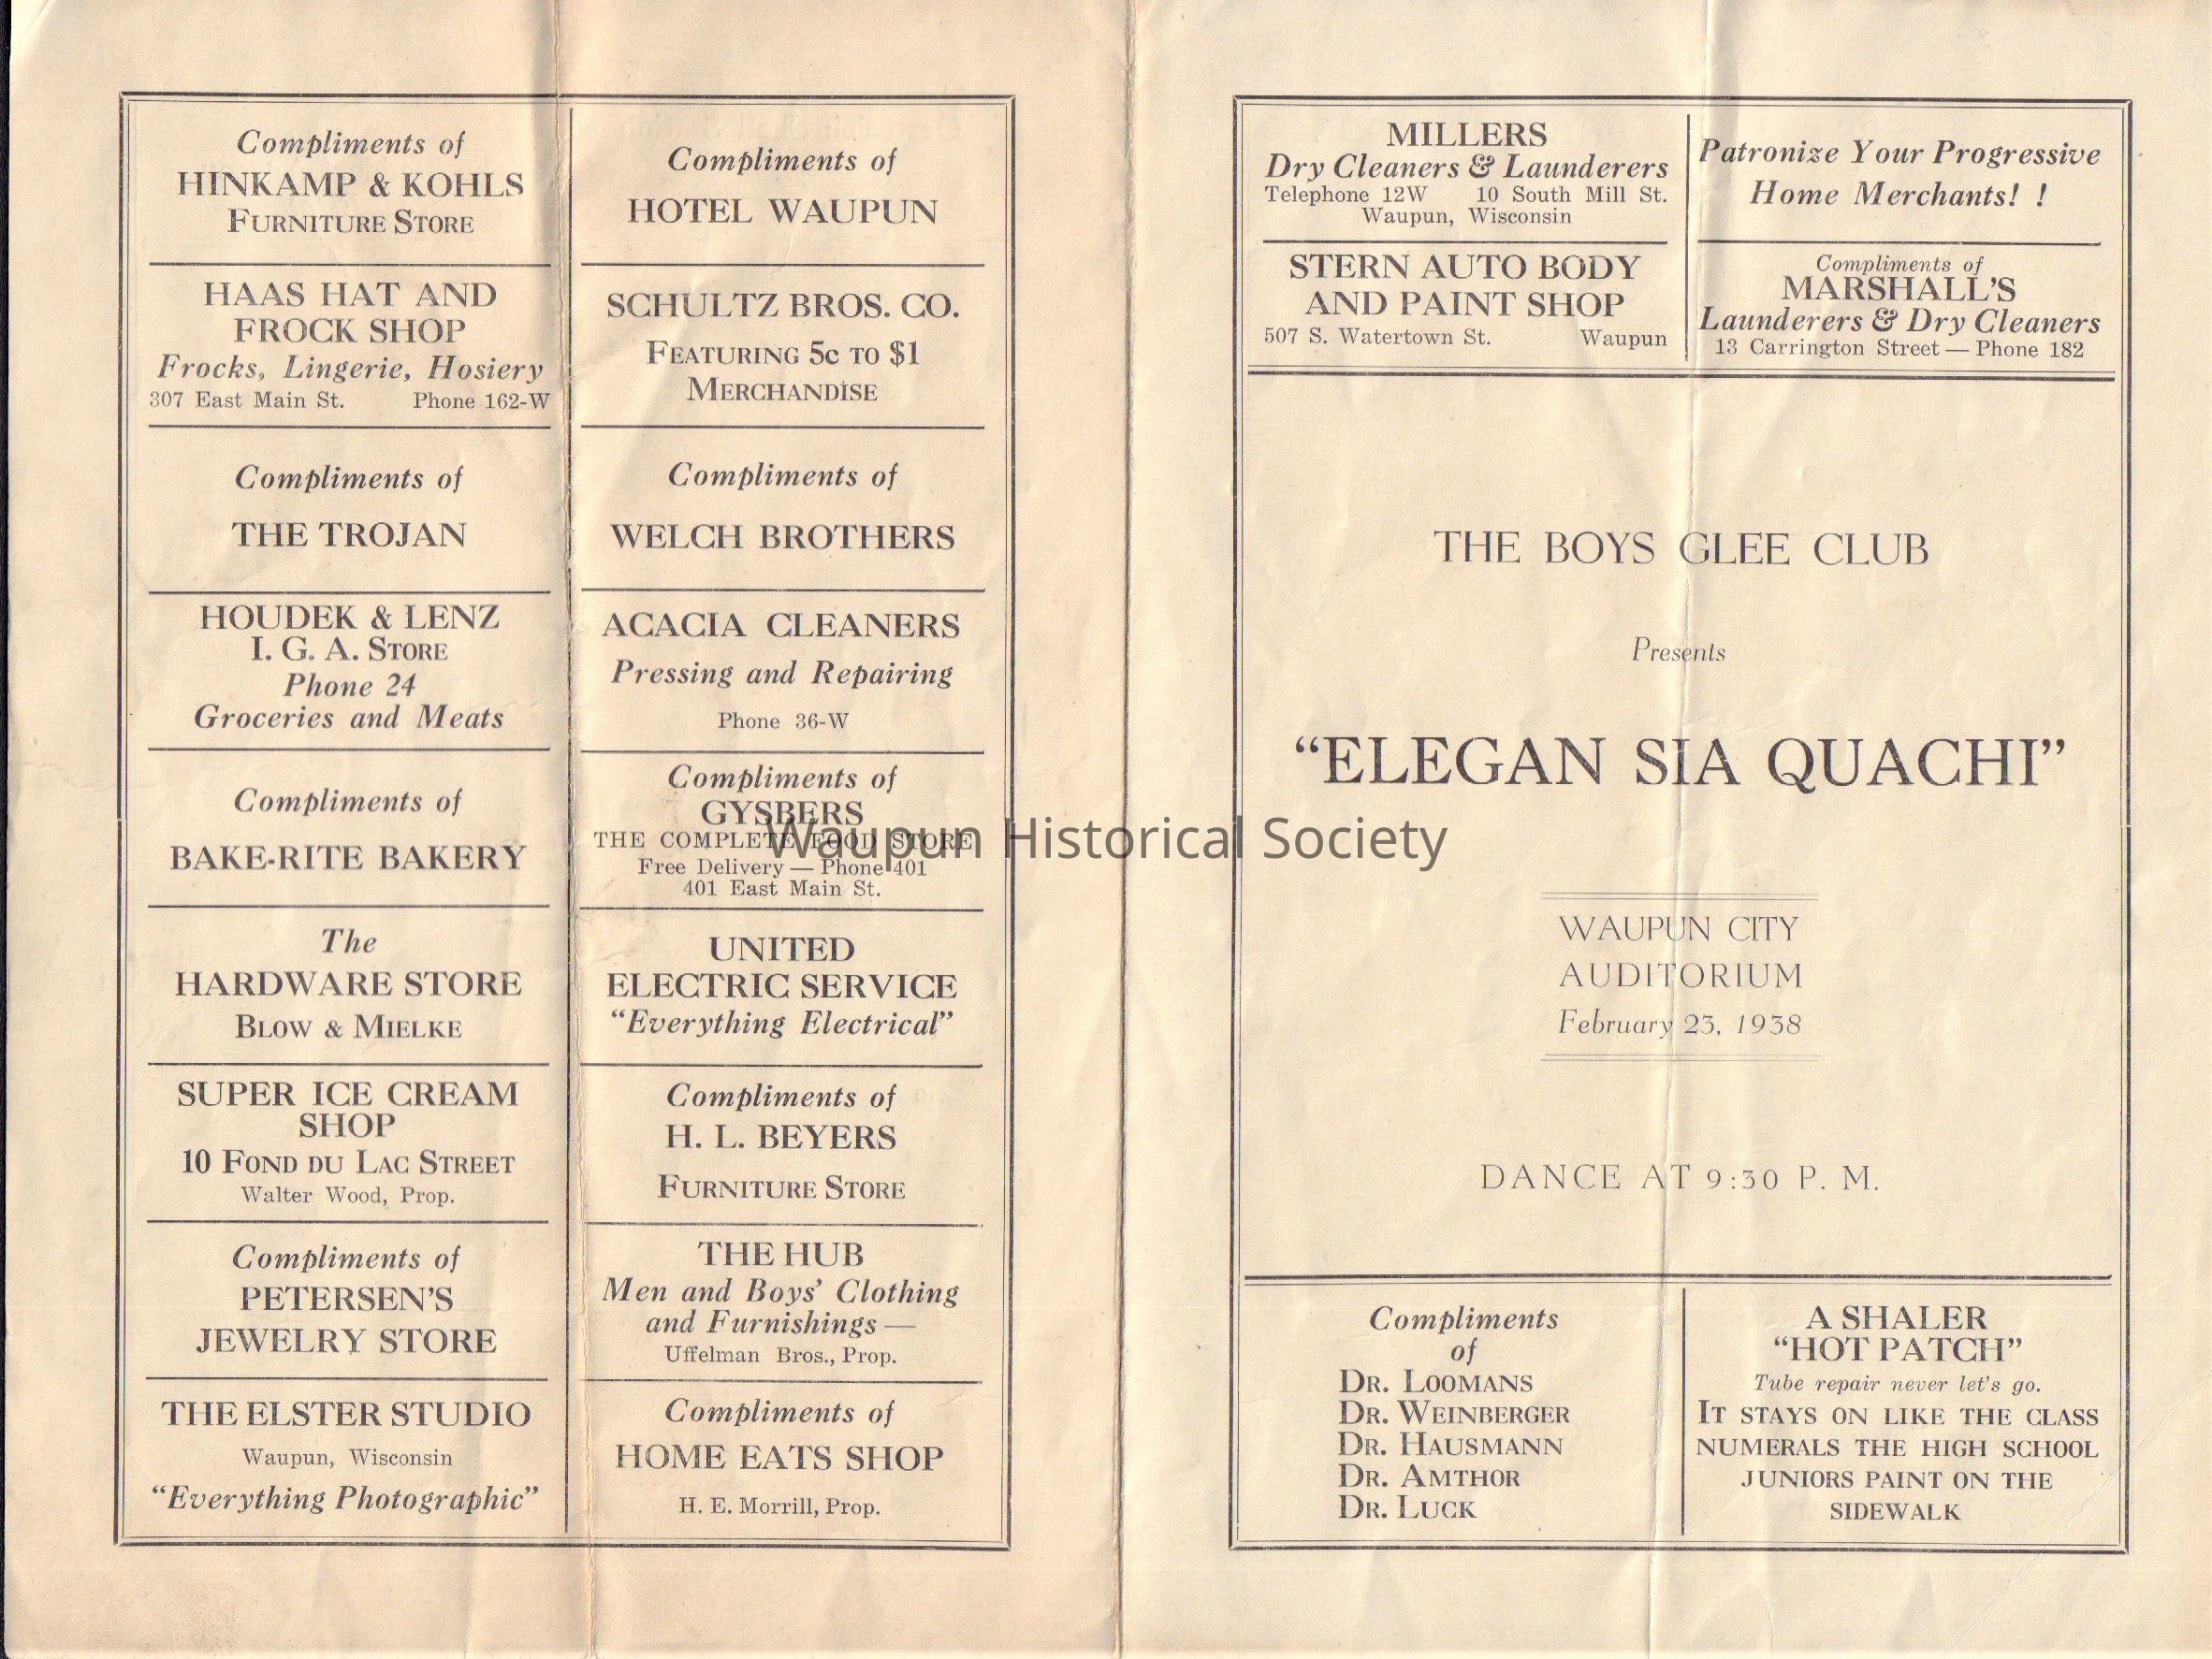 Compliments of
HINKAMP & KOHLS
FURNITURE STORE
HAAS HAT AND
FROCK SHOP
Frocks, Lingerie, Hosiery
307 East Main St. Phone 162-W
Compliments of
THE TROJAN
HOUDEK & LENZ
I. G. A. STORE
Phone 24
Groceries and Meats
Compliments of
BAKE-RITE BAKERY
The
HARDWARE STORE
BLOW & MIELKE
SUPER ICE CREAM
SHOP
10 FOND DU LAC STREET
Walter Wood, Prop.
Compliments of
PETERSEN'S
JEWELRY STORE
THE ELSTER STUDIO
Waupun, Wisconsin
"Everything Photographic"
Compliments of
HOTEL WAUPUN
SCHULTZ BROS. CO.
FEATURING 5c TO $1
MERCHANDISE
Compliments of
WELCH BROTHERS
ACACIA CLEANERS
Pressing and Repairing
Phone 36-W
Compliments of
GYSBERS
THE COMPLETE FOOD STORE
Free Delivery — Phone 401
401 East Main St.
UNITED
ELECTRIC SERVICE
"Everything Electrical"
Compliments of
H. L. BEYERS
FURNITURE STORE
THE HUB
Men and Boys' Clothing
and Furnishings —
Uffelman Bros., Prop.
Compliments of
HOME EATS SHOP
H. E. Morrill, Prop.
Waupun Historical Society
MILLERS
Dry Cleaners & Launderers
Telephone 12W 10 South Mill St.
Waupun, Wisconsin
Patronize Your Progressive
Home Merchants! !
STERN AUTO BODY
AND PAINT SHOP
507 S. Watertown St. Waupun
Compliments of
MARSHALL'S
Launderers & Dry Cleaners
13 Carrington Street — Phone 182
THE BOYS GLEE CLUB
Presents
"ELEGAN SIA QUACHI"
WAUPUN CITY
AUDITORIUM
February 23, 1938
DANCE AT 9:30 P. M.
Compliments
of
DR. LOOMANS
DR. WEINBERGER
DR. HAUSMANN
DR. AMTHOR
DR. LUCK
A SHALER
"HOT PATCH"
Tube repair never let's go.
IT STAYS ON LIKE THE CLASS
NUMERALS THE HIGH SCHOOL
JUNIORS PAINT ON THE
SIDEWALK